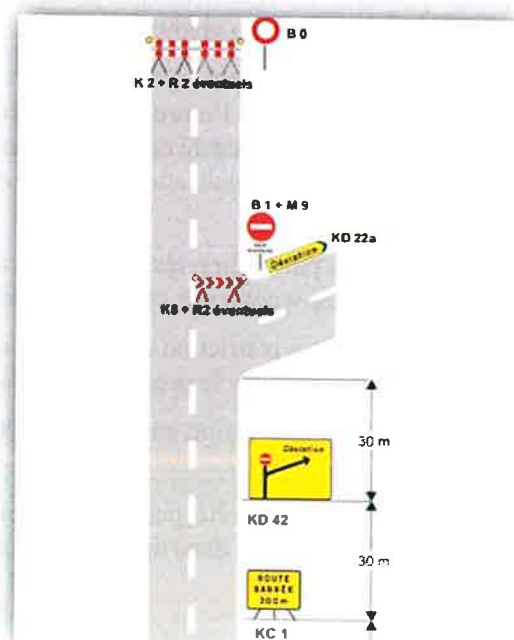 B 0
K 2 + R 2 éventuels
B 1 + M 9
KD 22a
Déviation
K8 + R2 éventuels
30 m
Déviation
KD 42
30 m
ROUTE
BARRÉE
200 m
KC 1